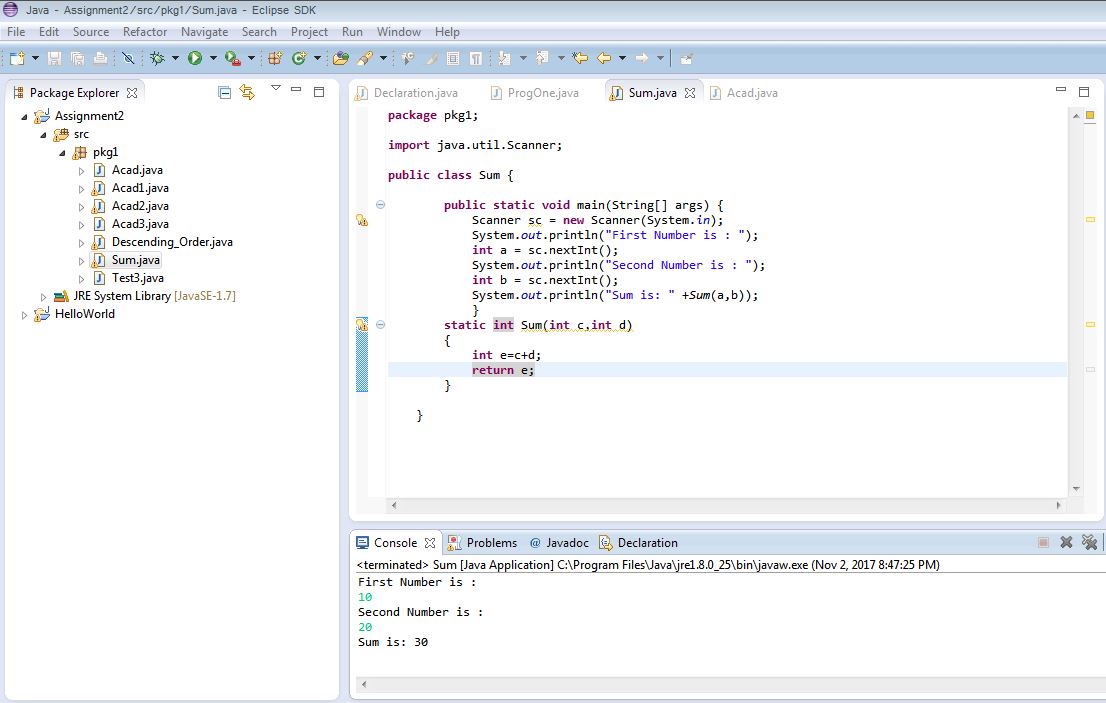 Java - Assignment2/src/pkg1/Sum.java - Eclipse SDK
File Edit Source Refactor Navigate Search Project Run Window Help
Package Explorer
Assignment2
src
pkg1
Acad.java
Acad1.java
Acad2.java
Acad3.java
Descending_Order.java
Sum.java
Test3.java
JRE System Library [JavaSE-1.7]
HelloWorld
Declaration.java ProgOne.java Sum.java Acad.java
package pkg1;
import java.util.Scanner;
public class Sum {
public static void main(String[] args) {
Scanner sc = new Scanner(System.in);
System.out.println("First Number is : ");
int a = sc.nextInt();
System.out.println("Second Number is : ");
int b = sc.nextInt();
System.out.println("Sum is: " +Sum(a,b));
}
static int Sum(int c,int d)
{
int e=c+d;
return e;
}
}
Console Problems @ Javadoc Declaration
<terminated> Sum [Java Application] C:\Program Files\Java\jre1.8.0_25\bin\javaw.exe (Nov 2, 2017 8:47:25 PM)
First Number is :
10
Second Number is :
20
Sum is: 30